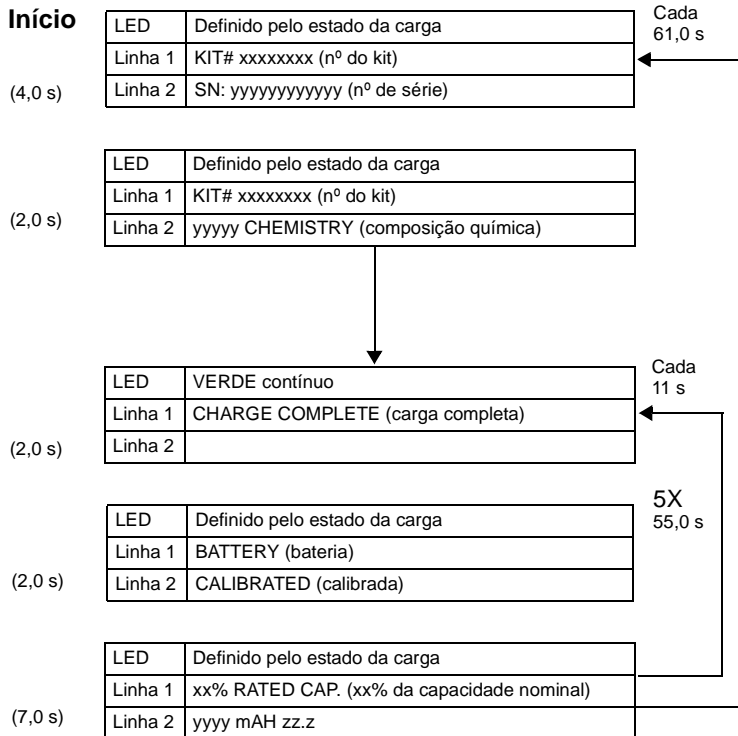 Início
Cada
61,0 s
LED Definido pelo estado da carga
Linha 1 KIT# xxxxxxxx (nº do kit)
(4,0 s) Linha 2 SN: yyyyyyyyyyyy (nº de série)
LED Definido pelo estado da carga
Linha 1 KIT# xxxxxxxx (nº do kit)
(2,0 s) Linha 2 yyyyy CHEMISTRY (composição química)
Cada
11 s
LED VERDE contínuo
Linha 1 CHARGE COMPLETE (carga completa)
(2,0 s) Linha 2
5X
55,0 s
LED Definido pelo estado da carga
Linha 1 BATTERY (bateria)
(2,0 s) Linha 2 CALIBRATED (calibrada)
LED Definido pelo estado da carga
Linha 1 xx% RATED CAP. (xx% da capacidade nominal)
(7,0 s) Linha 2 yyyy mAH zz.z